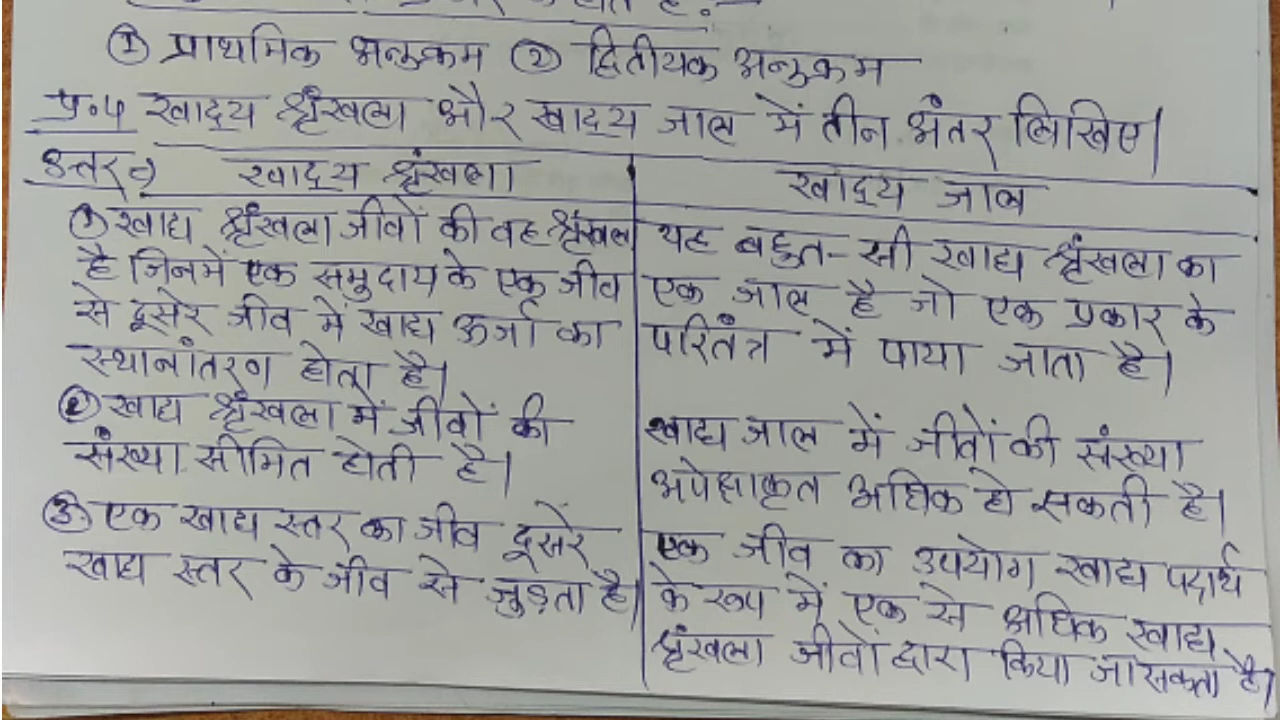 होते है :-
① प्राथमिक अनुक्रम ② द्वितीयक अनुक्रम
प्र.५ खाद्य श्रृंखला और खाद्य जाल में तीन अंतर लिखिए।
उत्तर
खाद्य श्रृंखला
खाद्य जाल
① खाद्य श्रृंखला जीवों की वह श्रृंखला
है जिनमें एक समुदाय के एक जीव
से दूसरे जीव में खाद्य ऊर्जा का
स्थानांतरण होता है।
② खाद्य श्रृंखला में जीवों की
संख्या सीमित होती है।
③ एक खाद्य स्तर का जीव दूसरे
खाद्य स्तर के जीव से जुड़ता है।
यह बहुत-सी खाद्य श्रृंखला का
एक जाल है जो एक प्रकार के
परितंत्र में पाया जाता है।
खाद्य जाल में जीवों की संख्या
अपेक्षाकृत अधिक हो सकती है।
एक जीव का उपयोग खाद्य पदार्थ
के रूप में एक से अधिक खाद्य
श्रृंखला जीवों द्वारा किया जा सकता है।